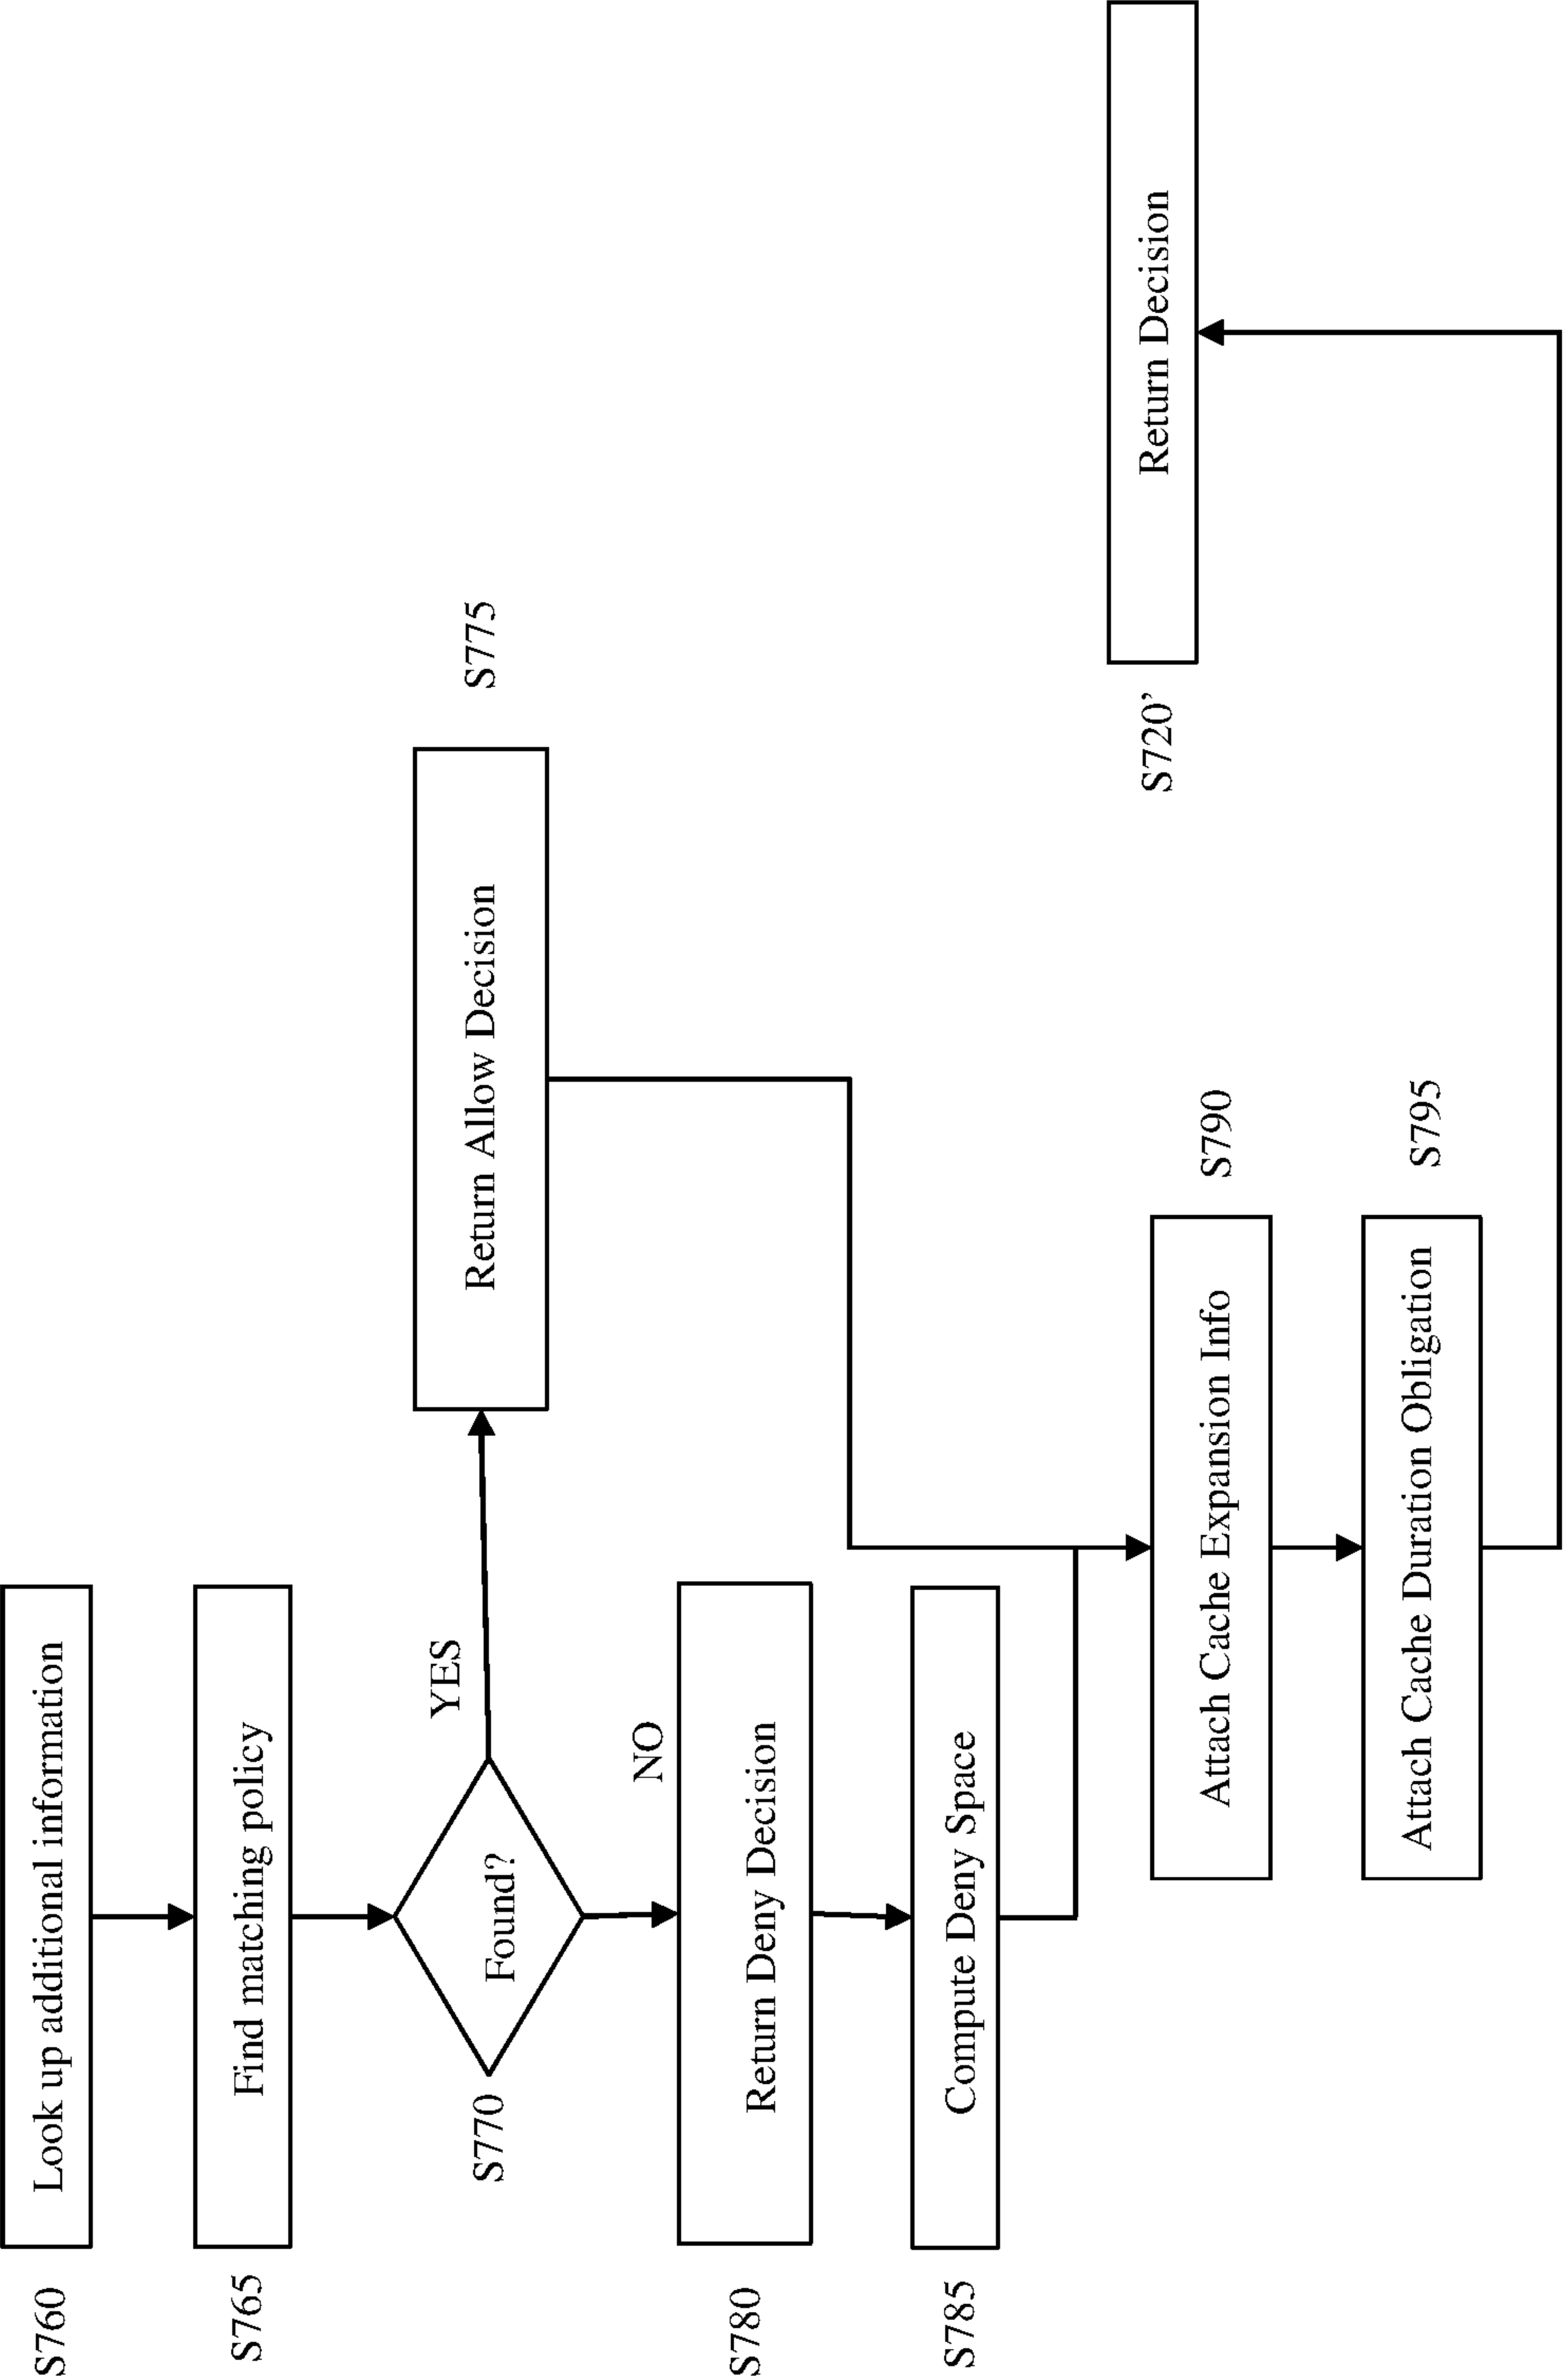 S760
Look up additional information
S765
Find matching policy
S770
Found?
YES
Return Allow Decision
S775
NO
S780
Return Deny Decision
S785
Compute Deny Space
Attach Cache Expansion Info
S790
Attach Cache Duration Obligation
S795
S720’
Return Decision